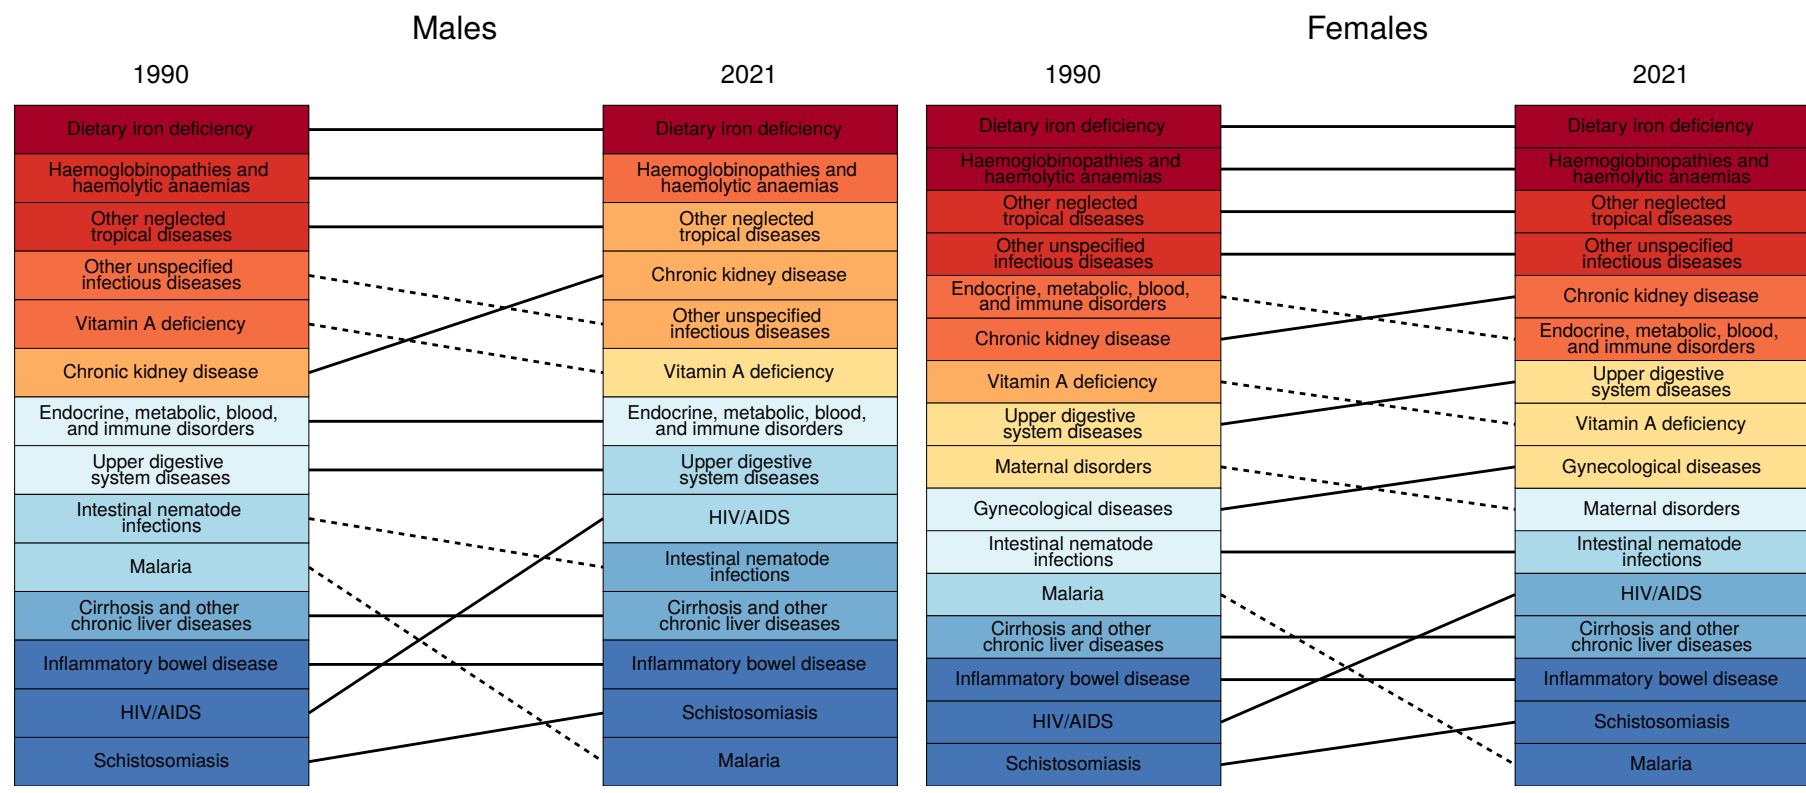 Males
1990
2021
Dietary iron deficiency
Haemoglobinopathies and
haemolytic anaemias
Other neglected
tropical diseases
Other unspecified
infectious diseases
Vitamin A deficiency
Chronic kidney disease
Endocrine, metabolic, blood,
and immune disorders
Upper digestive
system diseases
Intestinal nematode
infections
Malaria
Cirrhosis and other
chronic liver diseases
Inflammatory bowel disease
HIV/AIDS
Schistosomiasis
Dietary iron deficiency
Haemoglobinopathies and
haemolytic anaemias
Other neglected
tropical diseases
Chronic kidney disease
Other unspecified
infectious diseases
Vitamin A deficiency
Endocrine, metabolic, blood,
and immune disorders
Upper digestive
system diseases
HIV/AIDS
Intestinal nematode
infections
Cirrhosis and other
chronic liver diseases
Inflammatory bowel disease
Schistosomiasis
Malaria
Females
1990
2021
Dietary iron deficiency
Haemoglobinopathies and
haemolytic anaemias
Other neglected
tropical diseases
Other unspecified
infectious diseases
Endocrine, metabolic, blood,
and immune disorders
Chronic kidney disease
Vitamin A deficiency
Upper digestive
system diseases
Maternal disorders
Gynecological diseases
Intestinal nematode
infections
Malaria
Cirrhosis and other
chronic liver diseases
Inflammatory bowel disease
HIV/AIDS
Schistosomiasis
Dietary iron deficiency
Haemoglobinopathies and
haemolytic anaemias
Other neglected
tropical diseases
Other unspecified
infectious diseases
Chronic kidney disease
Endocrine, metabolic, blood,
and immune disorders
Upper digestive
system diseases
Vitamin A deficiency
Gynecological diseases
Maternal disorders
Intestinal nematode
infections
HIV/AIDS
Cirrhosis and other
chronic liver diseases
Inflammatory bowel disease
Schistosomiasis
Malaria